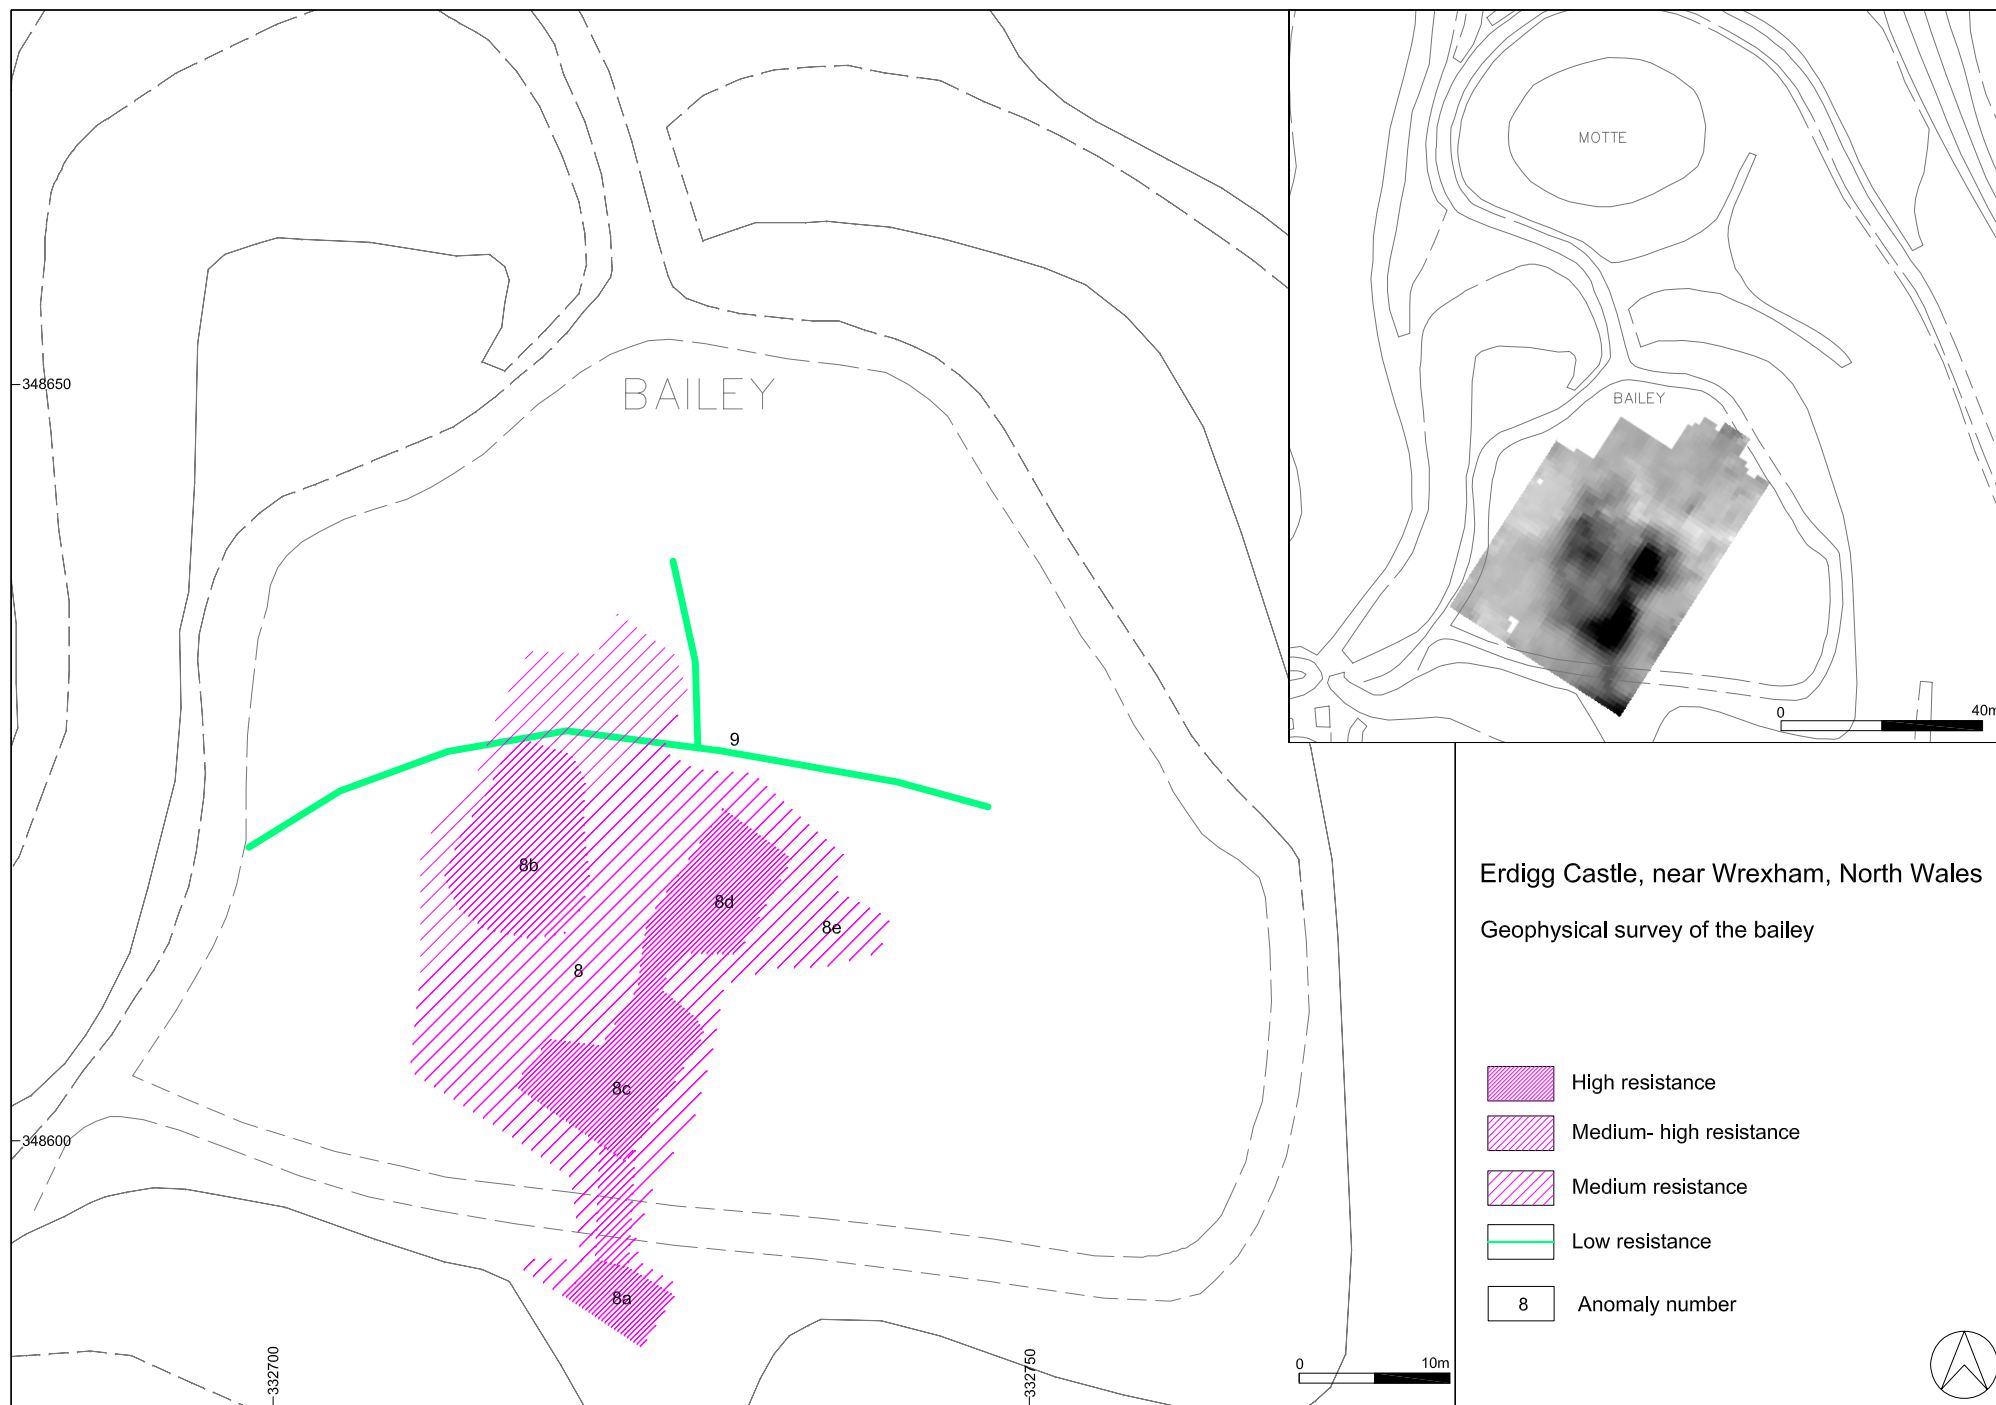 MOTTE
BAILEY
0 40m
BAILEY
348650
9
8b
8d
8e
8
8c
348600
8a
332700
332750
0 10m
Erdigg Castle, near Wrexham, North Wales
Geophysical survey of the bailey
High resistance
Medium- high resistance
Medium resistance
Low resistance
8 Anomaly number